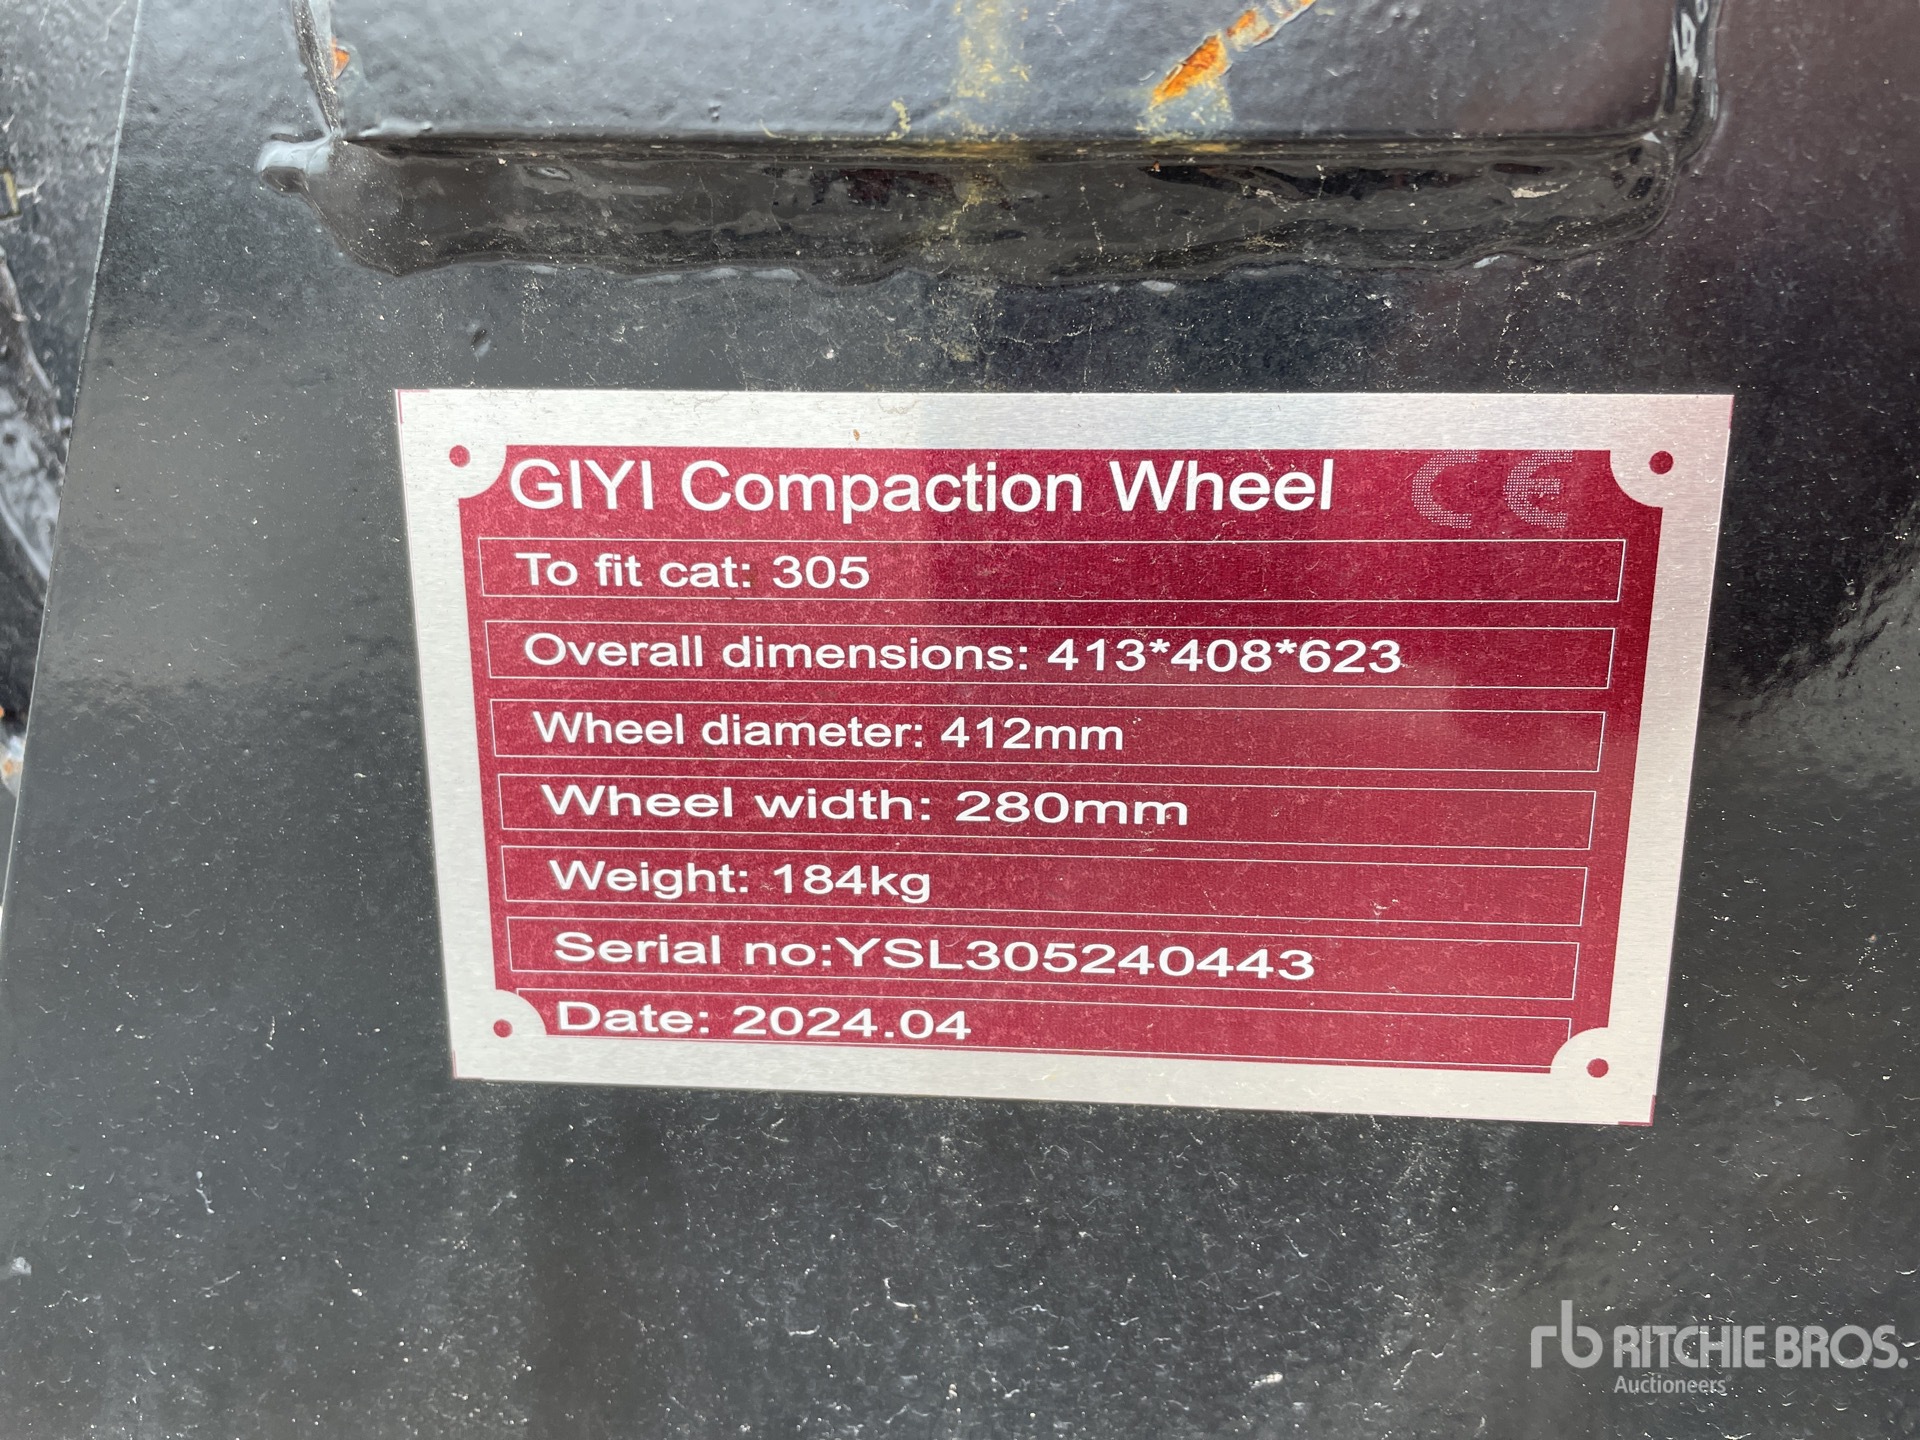 GIYI Compaction Wheel CE
To fit cat: 305
Overall dimensions: 413*408*623
Wheel diameter: 412mm
Wheel width: 280mm
Weight: 184kg
Serial no:YSL305240443
Date: 2024.04
rb RITCHIE BROS.
Auctioneers